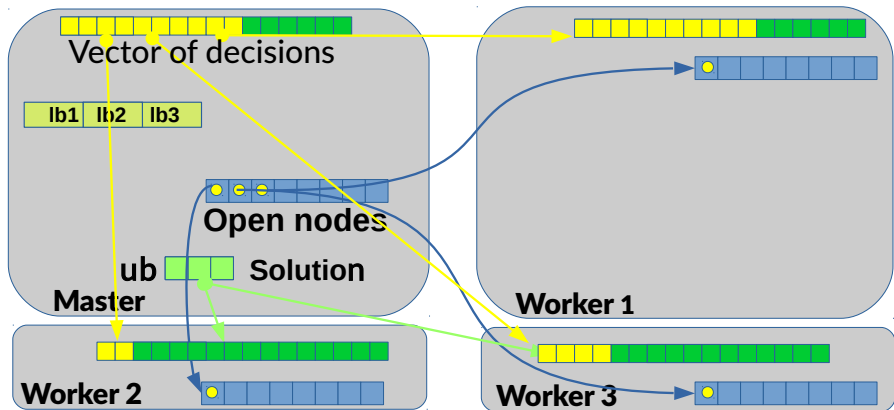 Vector of decisions
lb1 lb2 lb3
Open nodes
ub Solution
Master
Worker 1
Worker 2
Worker 3